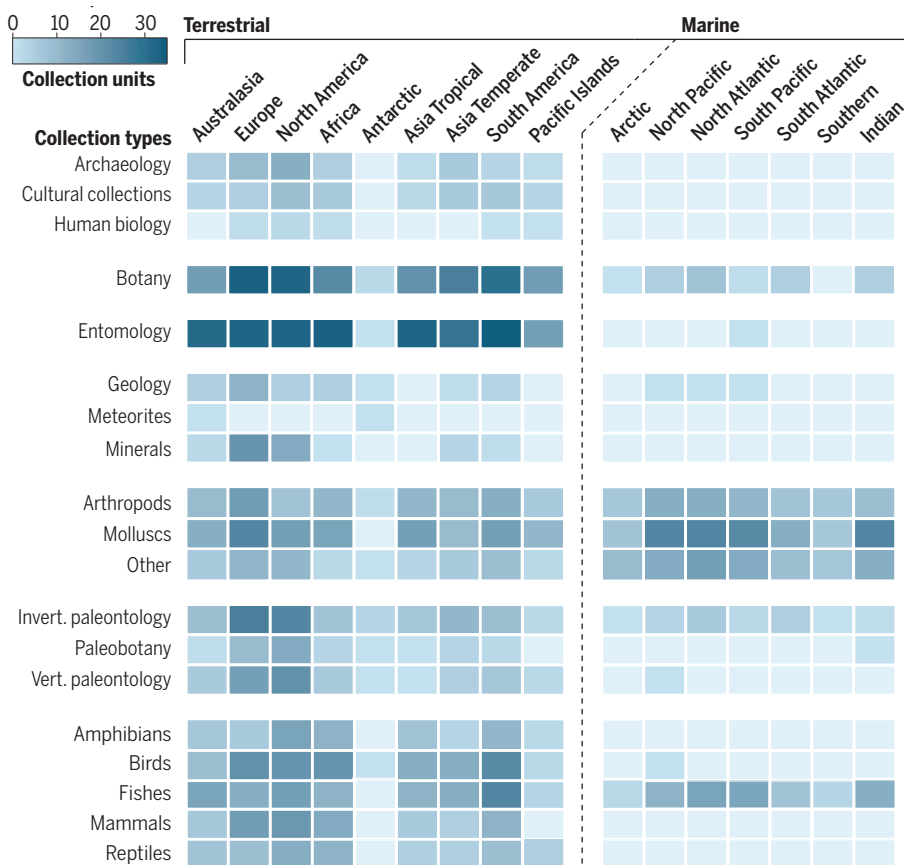 0 10 20 30
Collection units
Terrestrial
Marine
Australasia
Europe
North America
Africa
Antarctic
Asia Tropical
Asia Temperate
South America
Pacific Islands
Arctic
North Pacific
North Atlantic
South Pacific
South Atlantic
Southern
Indian
Collection types
Archaeology
Cultural collections
Human biology
Botany
Entomology
Geology
Meteorites
Minerals
Arthropods
Molluscs
Other
Invert. paleontology
Paleobotany
Vert. paleontology
Amphibians
Birds
Fishes
Mammals
Reptiles